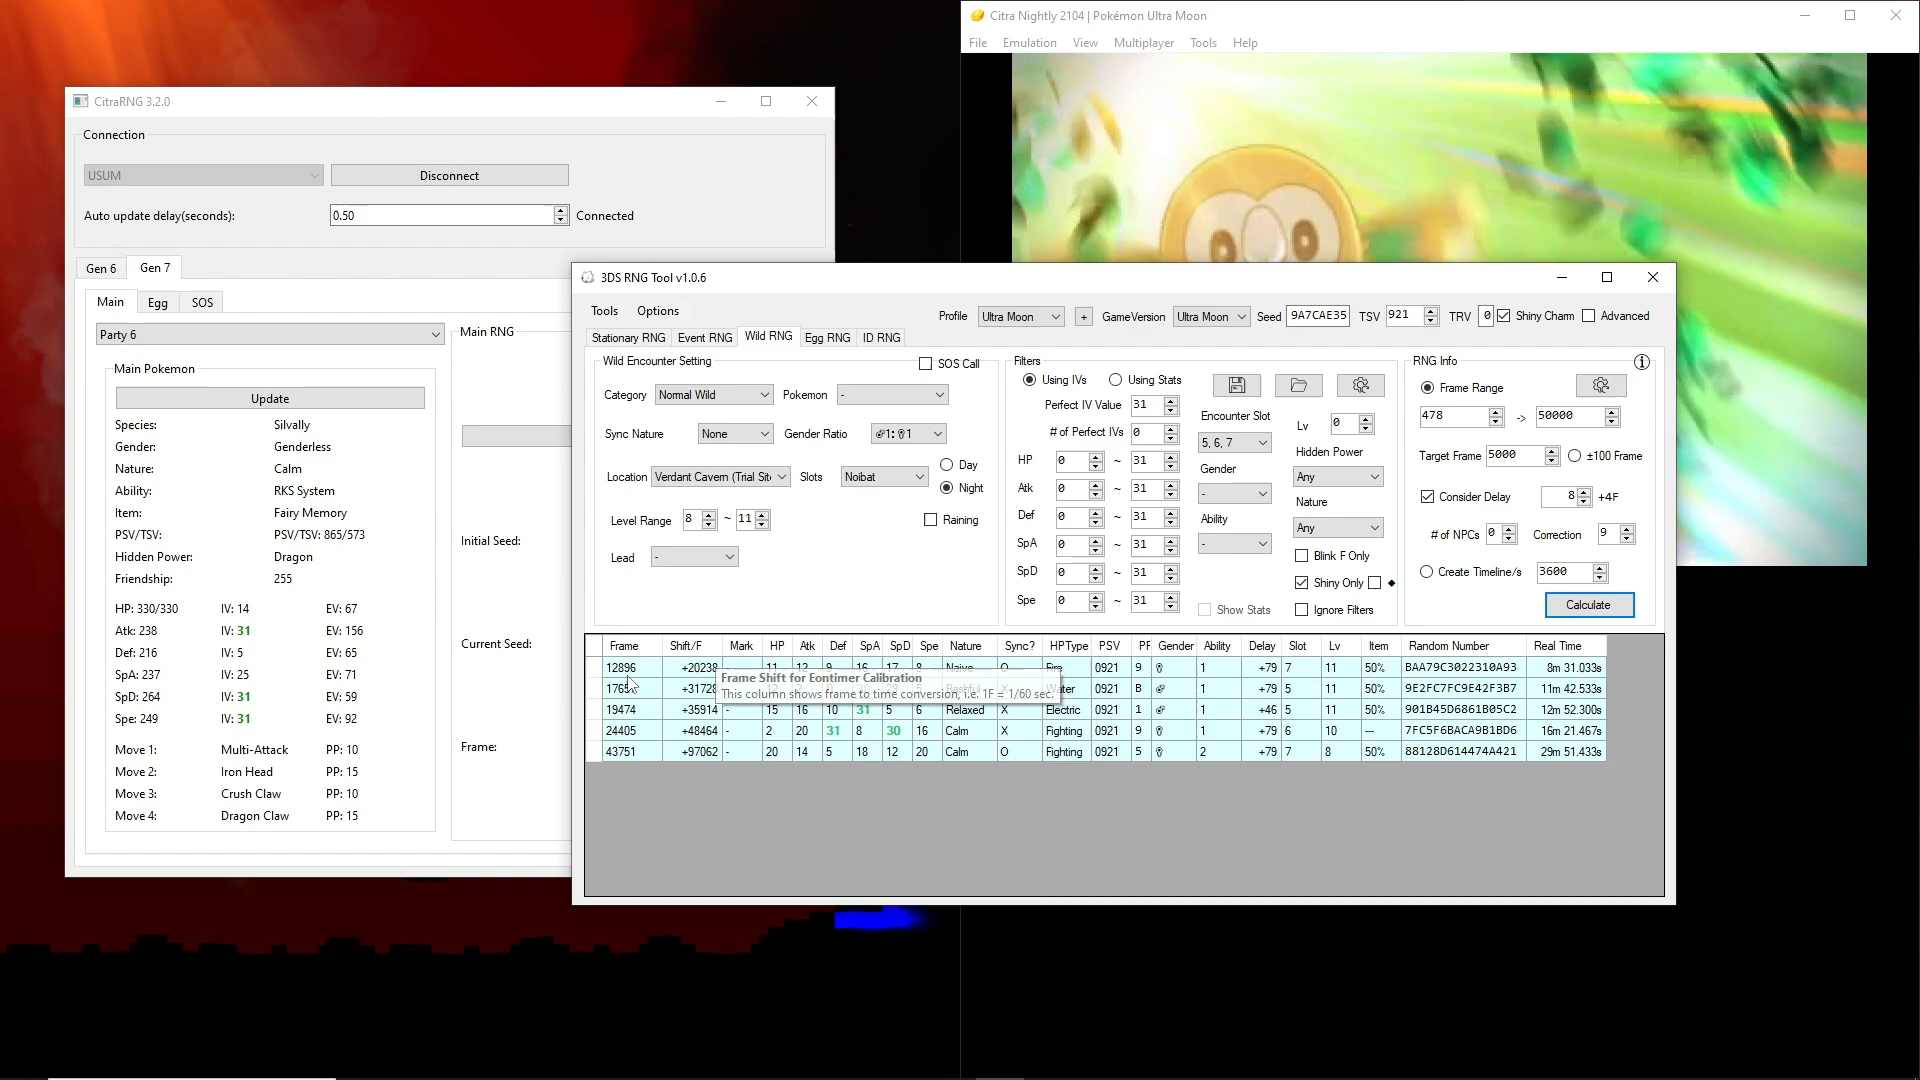 Citra Nightly 2104 | Pokémon Ultra Moon
File Emulation View Multiplayer Tools Help
CitraRNG 3.2.0
Connection
USUM Disconnect
Auto update delay(seconds): 0.50 Connected
Gen 6 Gen 7
Main Egg SOS
Party 6
Main RNG
Main Pokemon
Update
Species: Silvally
Gender: Genderless
Nature: Calm
Ability: RKS System
Item: Fairy Memory
PSV/TSV: PSV/TSV: 865/573
Hidden Power: Dragon
Friendship: 255
HP: 330/330 IV: 14 EV: 67
Atk: 238 IV: 31 EV: 156
Def: 216 IV: 5 EV: 65
SpA: 237 IV: 25 EV: 71
SpD: 264 IV: 31 EV: 59
Spe: 249 IV: 31 EV: 92
Move 1: Multi-Attack PP: 10
Move 2: Iron Head PP: 15
Move 3: Crush Claw PP: 10
Move 4: Dragon Claw PP: 15
Initial Seed:
Current Seed:
Frame:
3DS RNG Tool v1.0.6
Tools Options
Profile Ultra Moon + GameVersion Ultra Moon Seed 9A7CAE35 TSV 921 TRV 0 Shiny Charm Advanced
Stationary RNG Event RNG Wild RNG Egg RNG ID RNG
Wild Encounter Setting SOS Call
Category Normal Wild Pokemon -
Sync Nature None Gender Ratio ♂1:♀1
Location Verdant Cavern (Trial Site Slots Noibat Day
Night
Level Range 8 ~ 11 Raining
Lead -
Filters
Using IVs Using Stats
Perfect IV Value 31
# of Perfect IVs 0
HP 0 ~ 31
Atk 0 ~ 31
Def 0 ~ 31
SpA 0 ~ 31
SpD 0 ~ 31
Spe 0 ~ 31
Encounter Slot
5, 6, 7
Gender
-
Ability
-
Show Stats
Lv 0
Hidden Power
Any
Nature
Any
Blink F Only
Shiny Only ◆
Ignore Filters
RNG Info
Frame Range
478 -> 50000
Target Frame 5000 ±100 Frame
Consider Delay 8 +4F
# of NPCs 0 Correction 9
Create Timeline/s 3600
Calculate
Frame Shift/F Mark HP Atk Def SpA SpD Spe Nature Sync? HPType PSV PF Gender Ability Delay Slot Lv Item Random Number Real Time
12896 +20238 - 11 12 9 16 17 8 Naive O Fire 0921 9 ♀ 1 +79 7 11 50% BAA79C3022310A93 8m 31.033s
Frame Shift for Eontimer Calibration
This column shows frame to time conversion, i.e. 1F = 1/60 sec.
+31728 0921 B ♂ 1 +79 5 11 50% 9E2FC7FC9E42F3B7 11m 42.533s
19474 +35914 - 15 16 10 31 5 6 Relaxed X Electric 0921 1 ♂ 1 +46 5 11 50% 901B45D6861B05C2 12m 52.300s
24405 +48464 - 2 20 31 8 30 16 Calm X Fighting 0921 9 ♀ 1 +79 6 10 --- 7FC5F6BACA9B1BD6 16m 21.467s
43751 +97062 - 20 14 5 18 12 20 Calm O Fighting 0921 5 ♀ 2 +79 7 8 50% 88128D614474A421 29m 51.433s